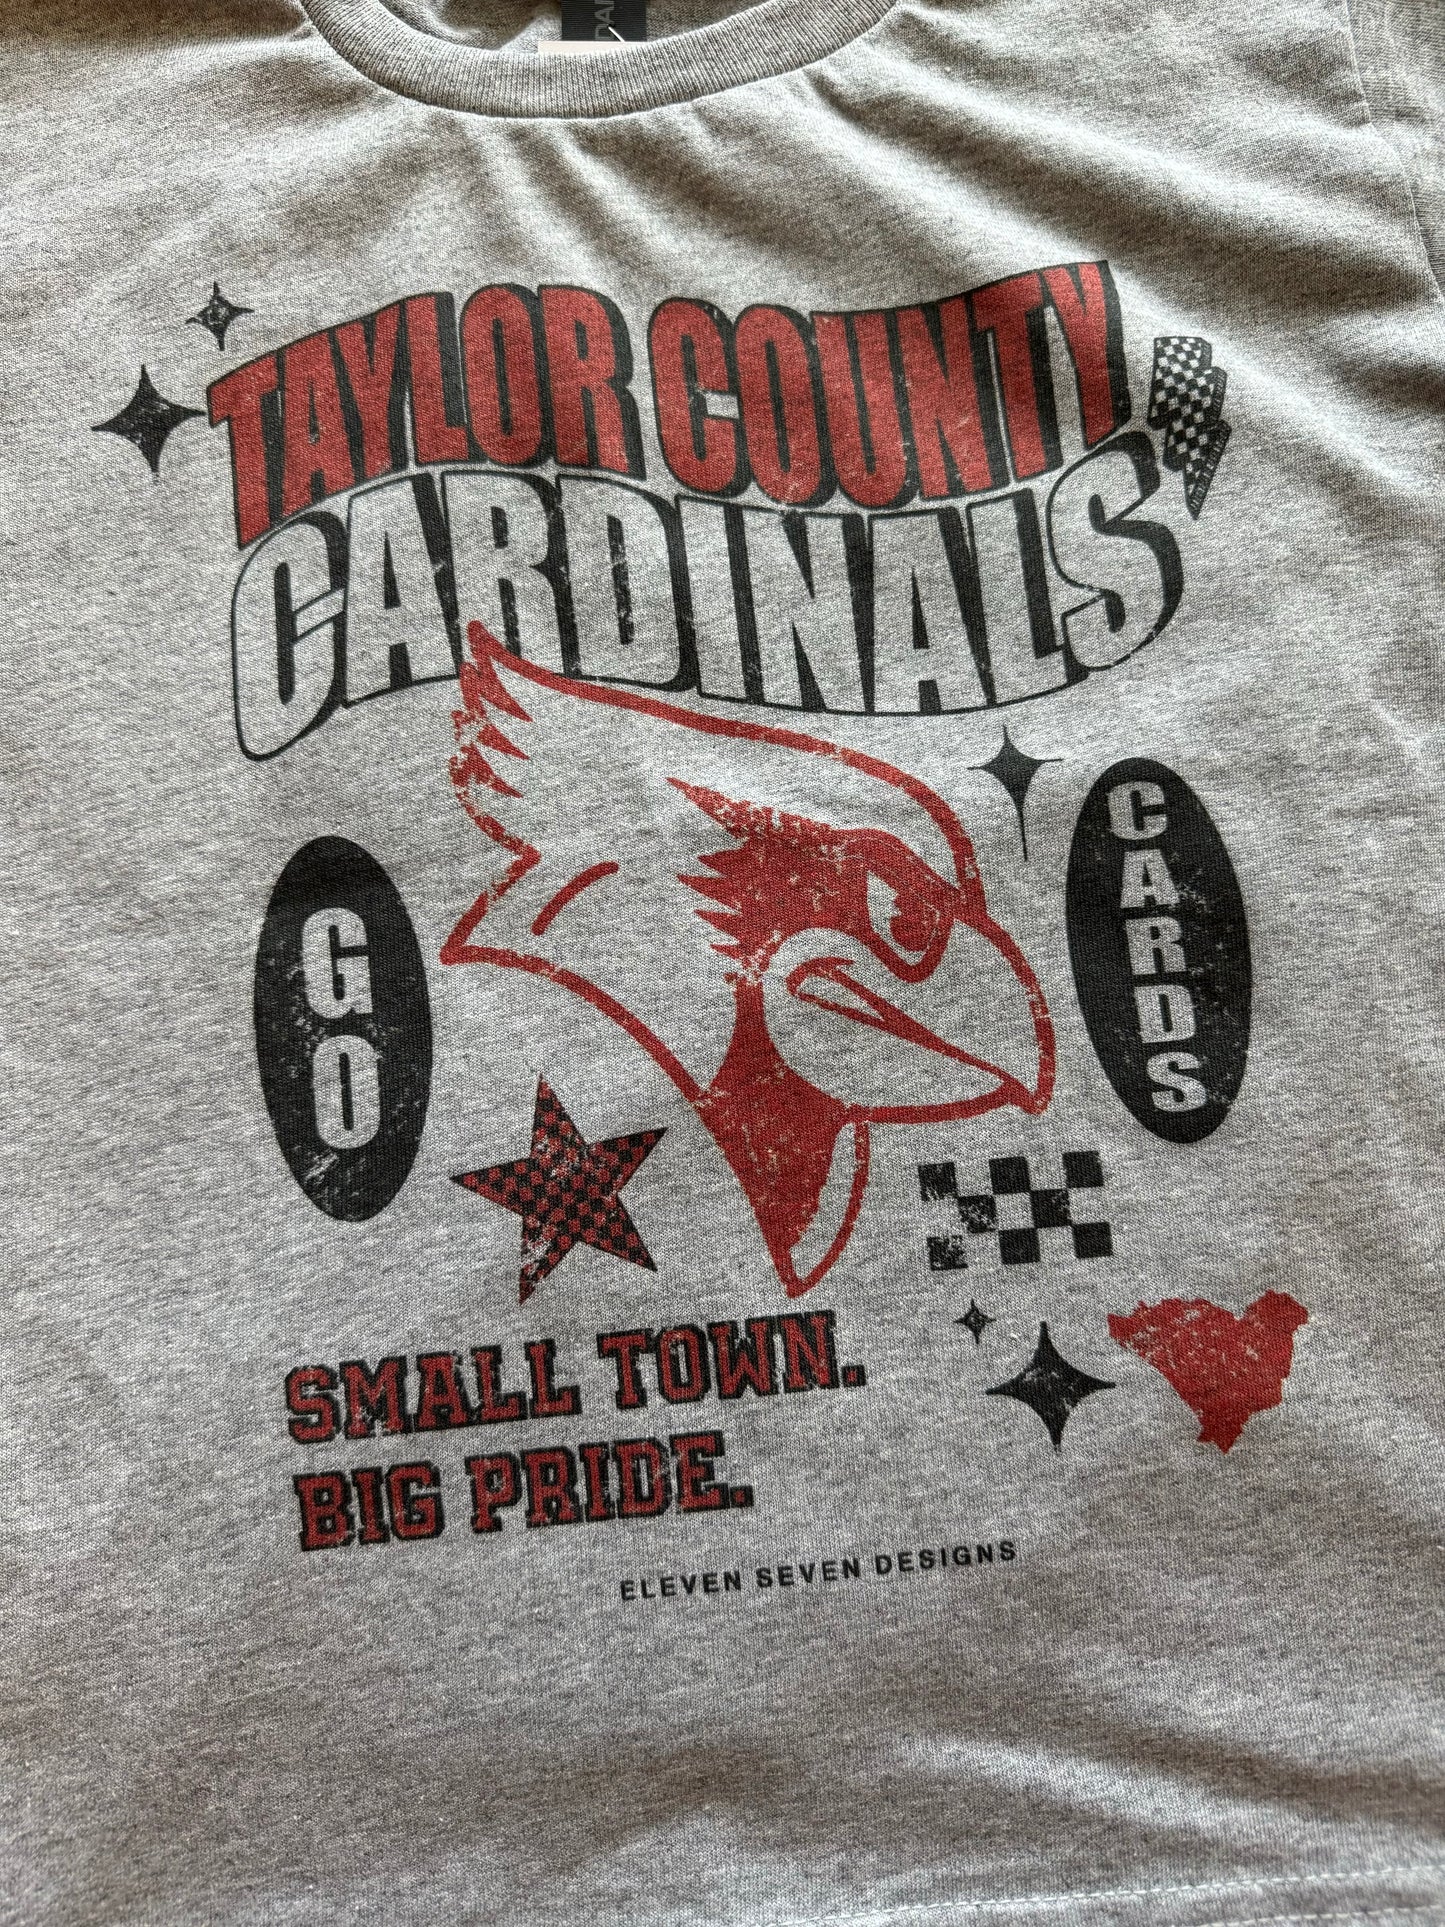 TAYLOR COUNTY
CARDINALS
GO
CARDS
SMALL TOWN.
BIG PRIDE.
ELEVEN SEVEN DESIGNS